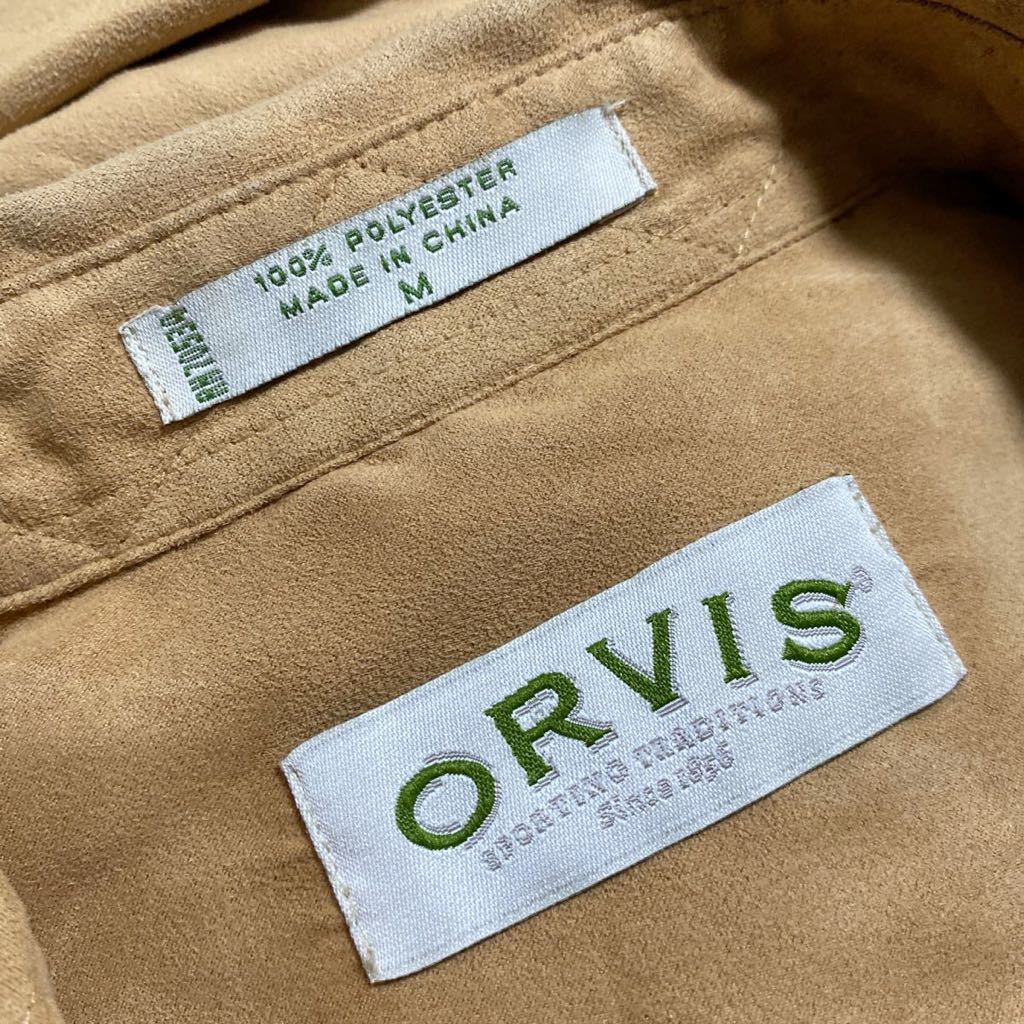 100% POLYESTER
MADE IN CHINA
M
ORVIS®
SPORTING TRADITIONS
Since 1856